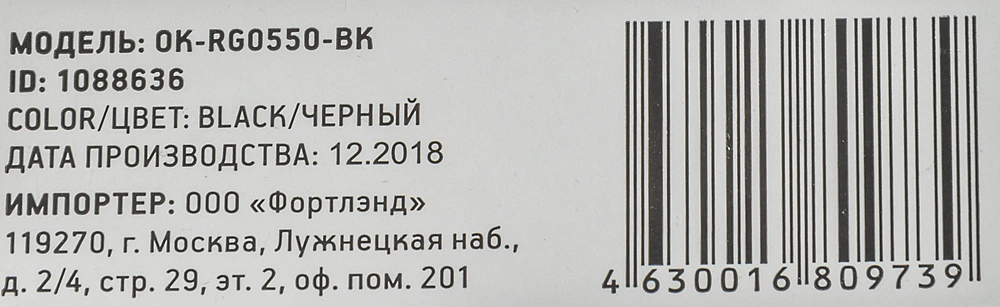 МОДЕЛЬ: OK-RG0550-BK
ID: 1088636
COLOR/ЦВЕТ: BLACK/ЧЕРНЫЙ
ДАТА ПРОИЗВОДСТВА: 12.2018
ИМПОРТЕР: ООО «Фортлэнд»
119270, г. Москва, Лужнецкая наб.,
д. 2/4, стр. 29, эт. 2, оф. пом. 201
4 630016 809739